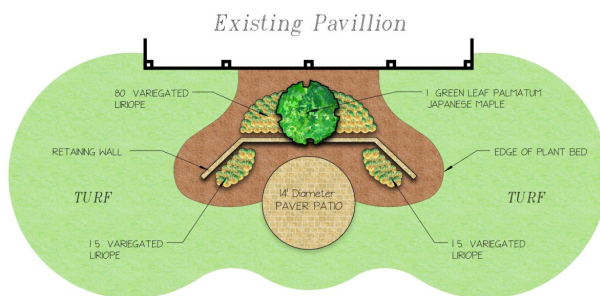 Existing Pavillion
80 VARIEGATED
LIRIOPE
1 GREEN LEAF PALMATUM
JAPANESE MAPLE
RETAINING WALL
EDGE OF PLANT BED
TURF
14' Diameter
PAVER PATIO
TURF
15 VARIEGATED
LIRIOPE
15 VARIEGATED
LIRIOPE